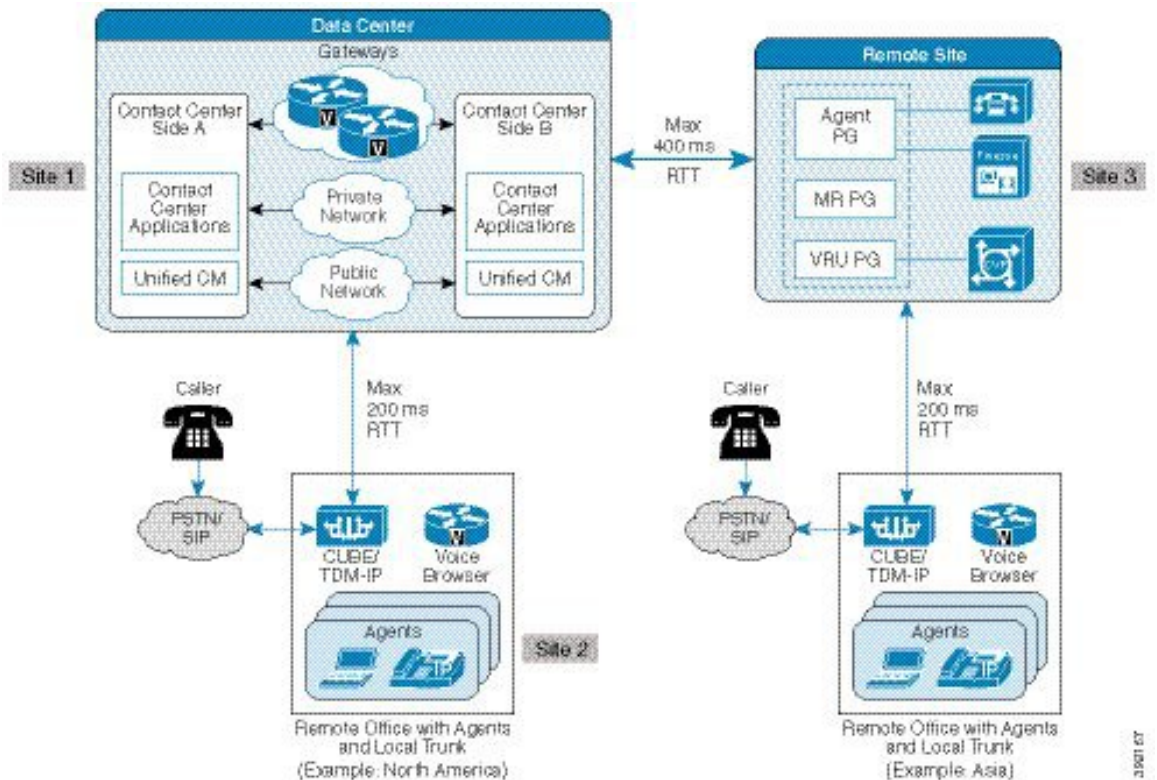 Data Center
Gateways
Contact Center
Side A
V
V
Contact Center
Side B
Contact
Center
Applications
Private
Network
Contact
Center
Applications
Unified CM
Public
Network
Unified CM
Site 1
Max
400 ms
RTT
Remote Site
Agent
PG
Finesse
MR PG
VRU PG
CVP
Site 3
Caller
Max
200 ms
RTT
PSTN/
SIP
CUBE/
TDM-IP
Voice
Browser
Agents
IP
Site 2
Remote Office with Agents
and Local Trunk
(Example: North America)
Caller
Max
200 ms
RTT
PSTN/
SIP
CUBE/
TDM-IP
Voice
Browser
Agents
IP
Remote Office with Agents
and Local Trunk
(Example: Asia)